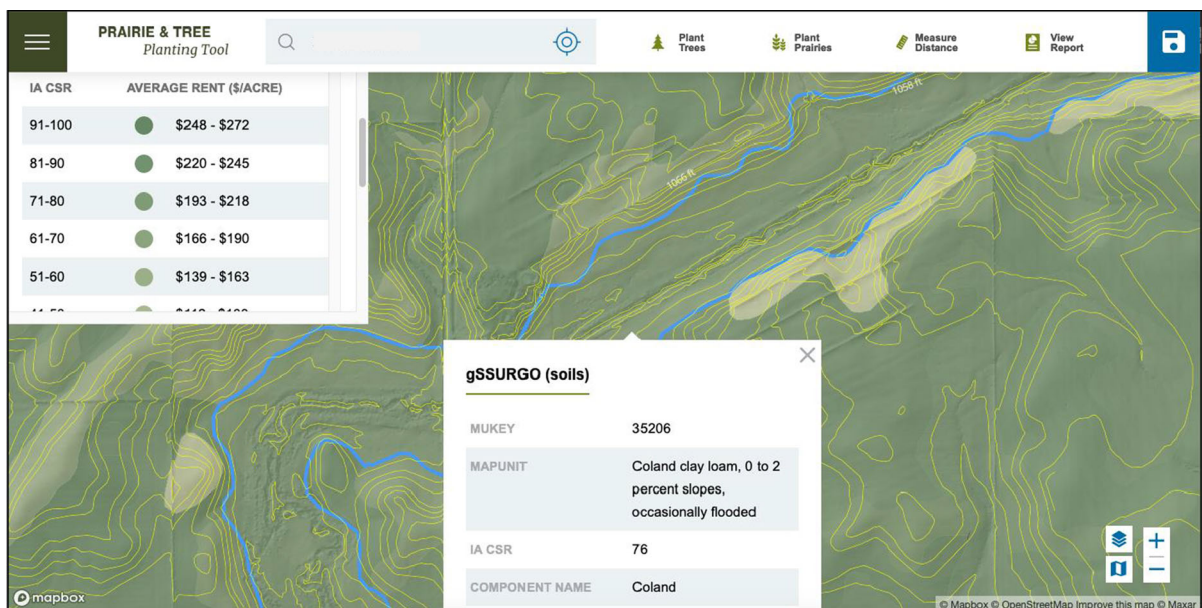 PRAIRIE & TREE
Planting Tool
Plant
Trees
Plant
Prairies
Measure
Distance
View
Report
IA CSR AVERAGE RENT ($/ACRE)
91-100 $248 - $272
81-90 $220 - $245
71-80 $193 - $218
61-70 $166 - $190
51-60 $139 - $163
1058 ft
1066 ft
gSSURGO (soils)
MUKEY 35206
MAPUNIT Coland clay loam, 0 to 2
percent slopes,
occasionally flooded
IA CSR 76
COMPONENT NAME Coland
mapbox
© Mapbox © OpenStreetMap Improve this map © Maxar